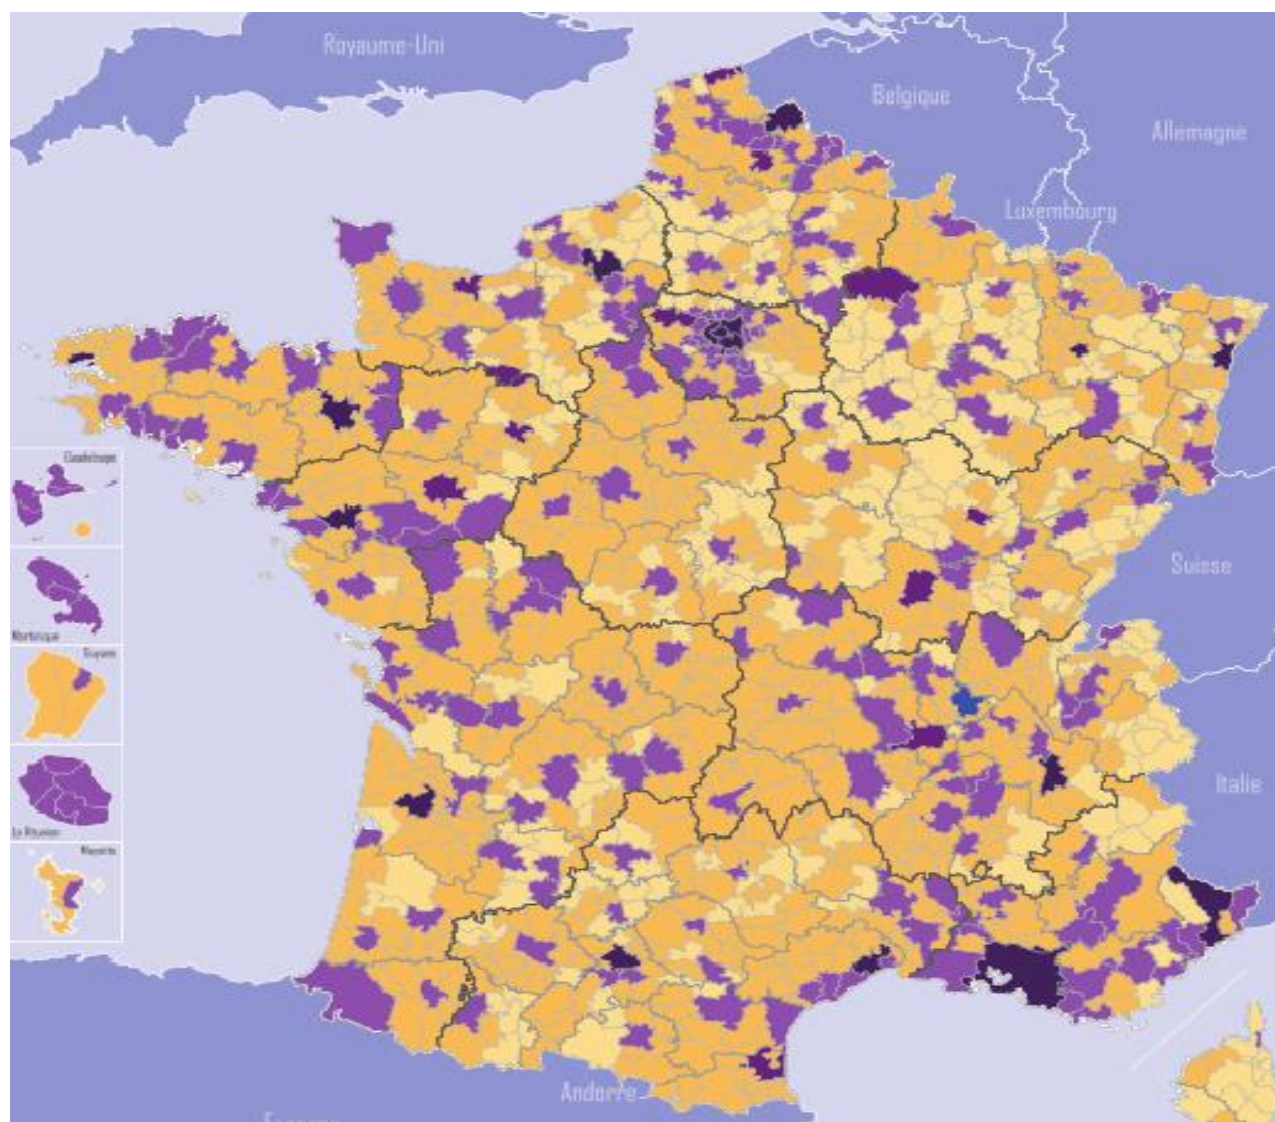 Royaume-Uni
Belgique
Allemagne
Luxembourg
Guadeloupe
Suisse
Martinique
Guyane
Italie
La Réunion
Mayotte
Andorre